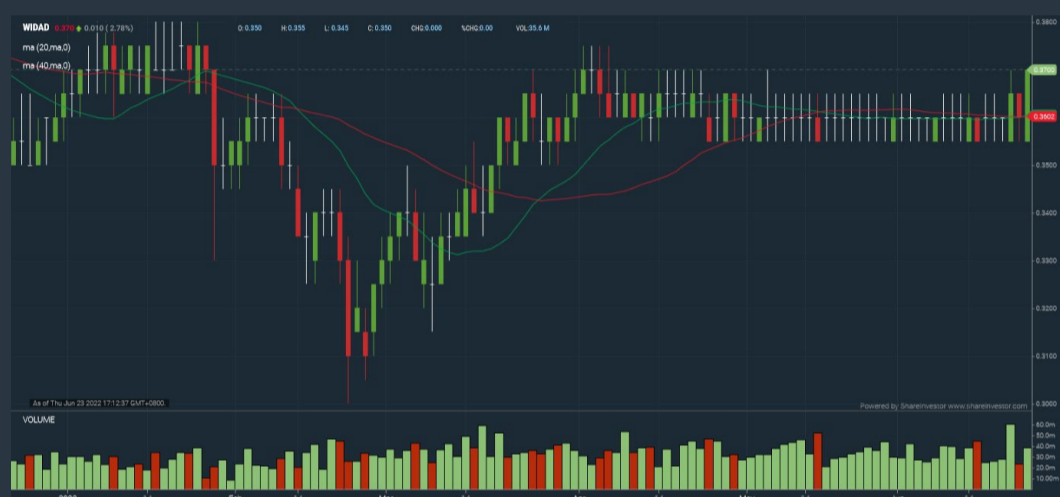 WIDAD 0.370 0.010 ( 2.78%) O: 0.350 H: 0.355 L: 0.345 C: 0.350 CHG:0.000 %CHG:0.00 VOL:35.6 M
ma (20,ma,0)
ma (40,ma,0)
0.3800
0.3700
0.3602
0.3500
0.3400
0.3300
0.3200
0.3100
0.3000
As of Thu Jun 23 2022 17:12:37 GMT+0800.
Powered by ShareInvestor www.shareinvestor.com
VOLUME
60.0m
50.0m
40.0m
30.0m
20.0m
10.00m